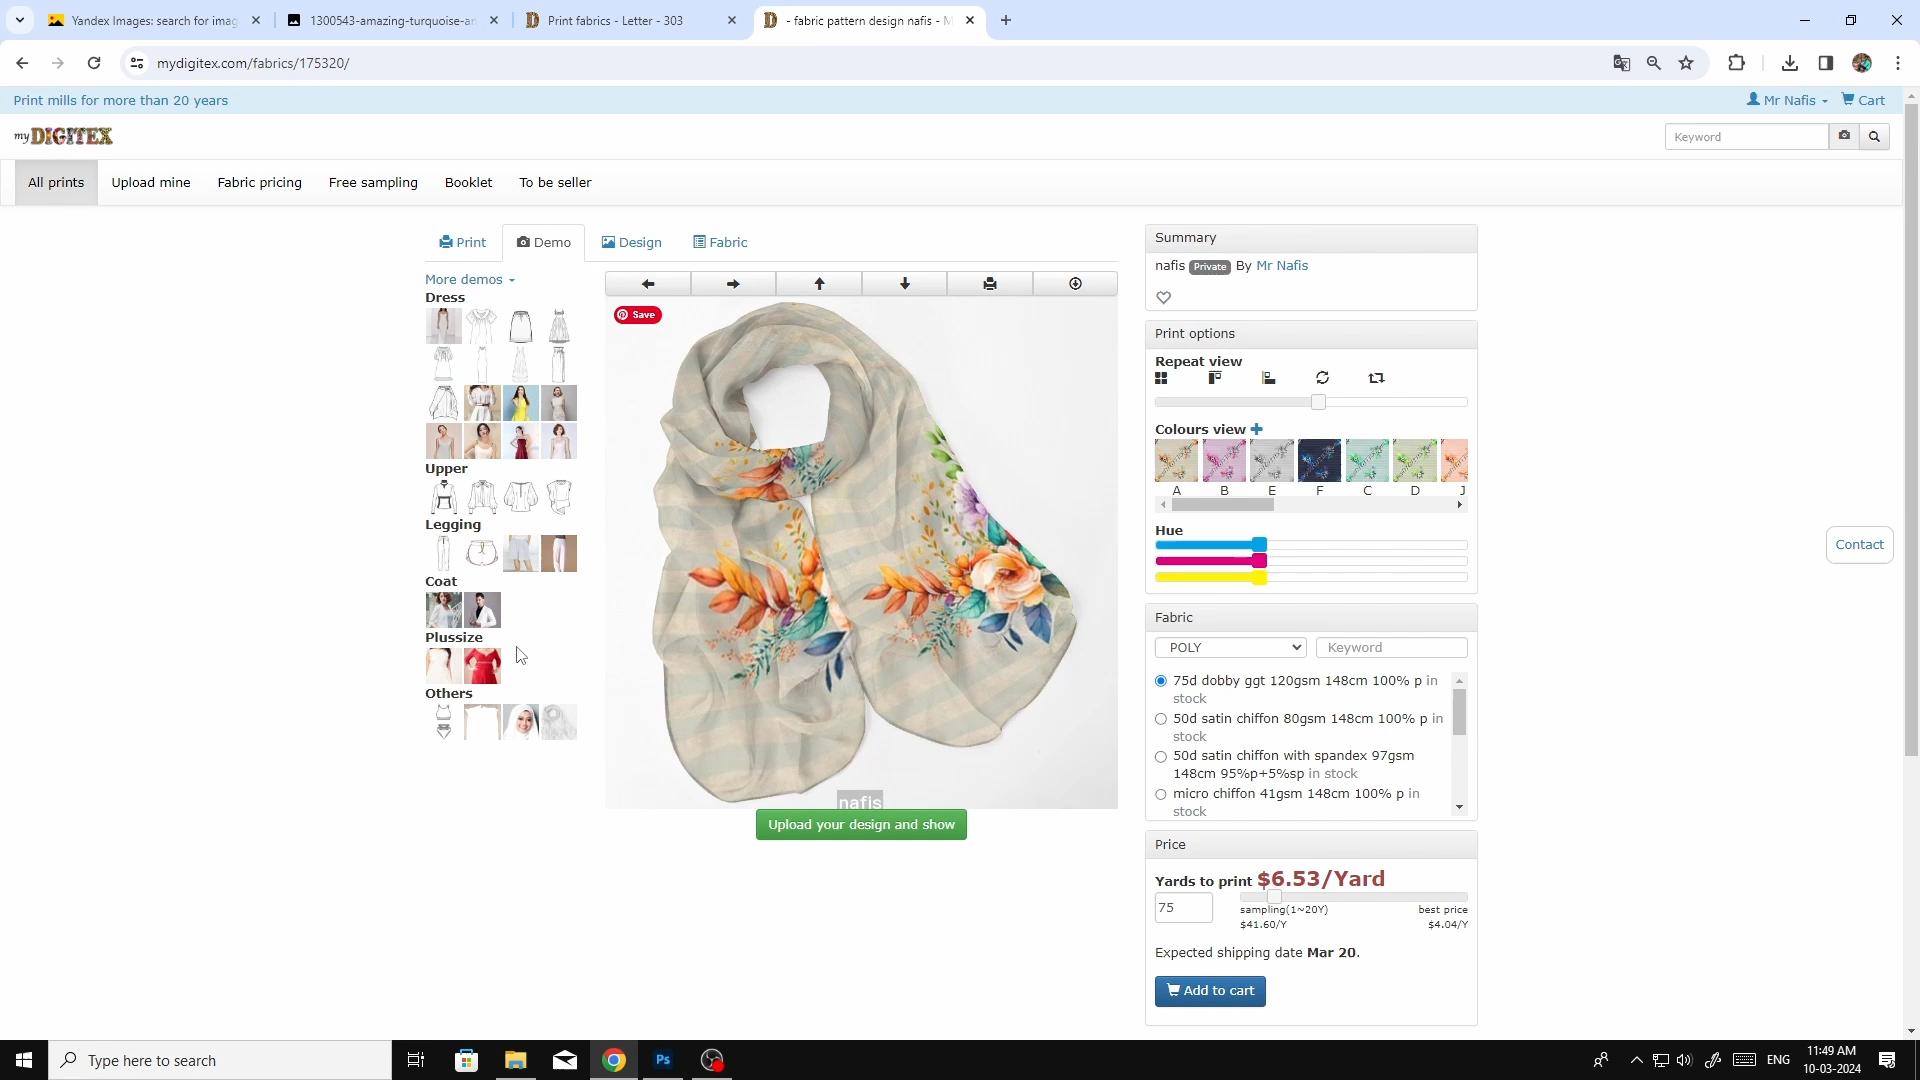 Yandex Images: search for imag
1300543-amazing-turquoise-an
Print fabrics - Letter - 303
- fabric pattern design nafis - M
mydigitex.com/fabrics/175320/
Print mills for more than 20 years
Mr Nafis
Cart
my DIGITEX
Keyword
All prints
Upload mine
Fabric pricing
Free sampling
Booklet
To be seller
Print
Demo
Design
Fabric
More demos
Dress
Upper
Legging
Coat
Plussize
Others
Save
nafis
Upload your design and show
Summary
nafis Private By Mr Nafis
Print options
Repeat view
Colours view
A B E F C D J
Hue
Fabric
POLY
Keyword
75d dobby ggt 120gsm 148cm 100% p in
stock
50d satin chiffon 80gsm 148cm 100% p in
stock
50d satin chiffon with spandex 97gsm
148cm 95%p+5%sp in stock
micro chiffon 41gsm 148cm 100% p in
stock
Price
Yards to print $6.53/Yard
75
sampling(1~20Y)
best price
$41.60/Y
$4.04/Y
Expected shipping date Mar 20.
Add to cart
Contact
Type here to search
Ps
ENG
11:49 AM
10-03-2024